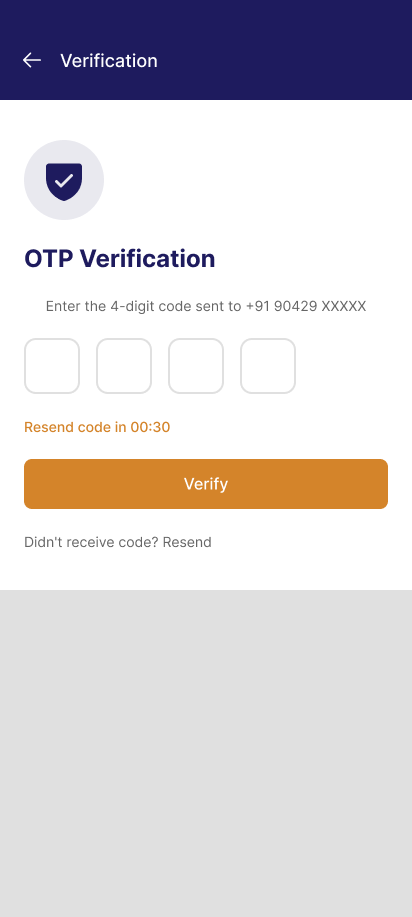 Verification
OTP Verification
Enter the 4-digit code sent to +91 90429 XXXXX
Resend code in 00:30
Verify
Didn't receive code? Resend